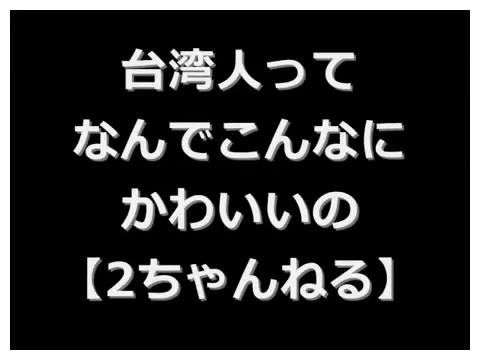 台湾人って
なんでこんなに
かわいいの
【2ちゃんねる】